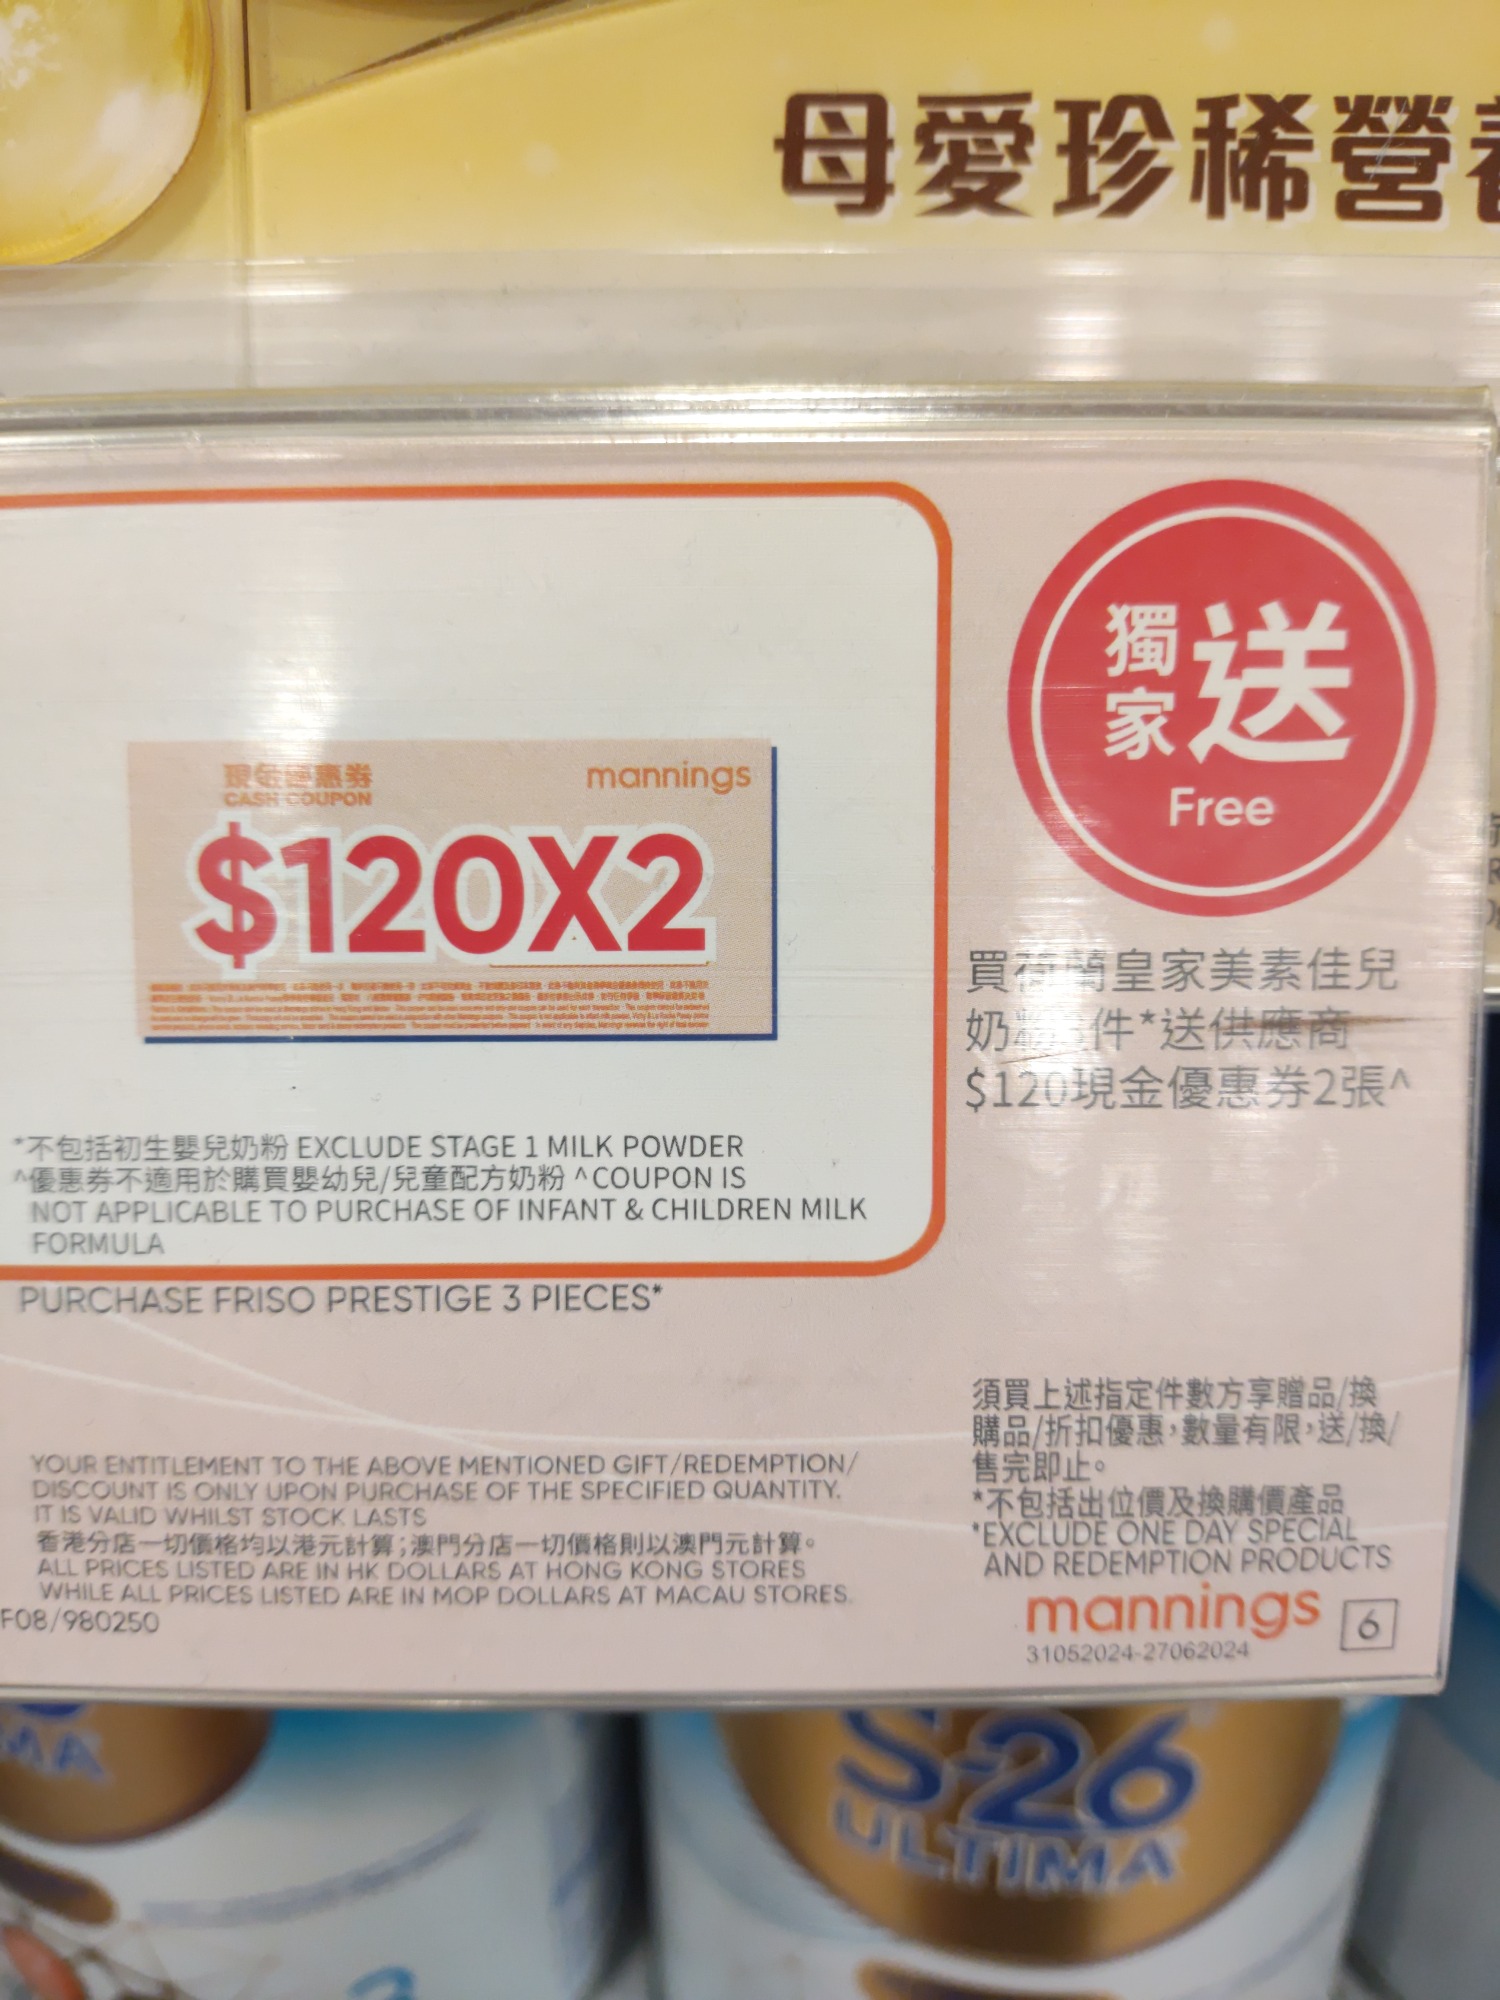 母愛珍稀營
獨家送
Free
現金優惠券
mannings
CASH COUPON
$120X2
買荷蘭皇家美素佳兒
奶粉 件*送供應商
$120現金優惠券2張^
*不包括初生嬰兒奶粉 EXCLUDE STAGE 1 MILK POWDER
^優惠券不適用於購買嬰幼兒/兒童配方奶粉 ^COUPON IS
NOT APPLICABLE TO PURCHASE OF INFANT & CHILDREN MILK
FORMULA
PURCHASE FRISO PRESTIGE 3 PIECES*
須買上述指定件數方享贈品/換
購品/折扣優惠,數量有限,送/換/
售完即止。
*不包括出位價及換購價產品
*EXCLUDE ONE DAY SPECIAL
AND REDEMPTION PRODUCTS
YOUR ENTITLEMENT TO THE ABOVE MENTIONED GIFT/REDEMPTION/
DISCOUNT IS ONLY UPON PURCHASE OF THE SPECIFIED QUANTITY.
IT IS VALID WHILST STOCK LASTS
香港分店一切價格均以港元計算;澳門分店一切價格則以澳門元計算。
ALL PRICES LISTED ARE IN HK DOLLARS AT HONG KONG STORES
WHILE ALL PRICES LISTED ARE IN MOP DOLLARS AT MACAU STORES.
F08/980250
mannings 6
31052024-27062024
S-26
ULTIMA